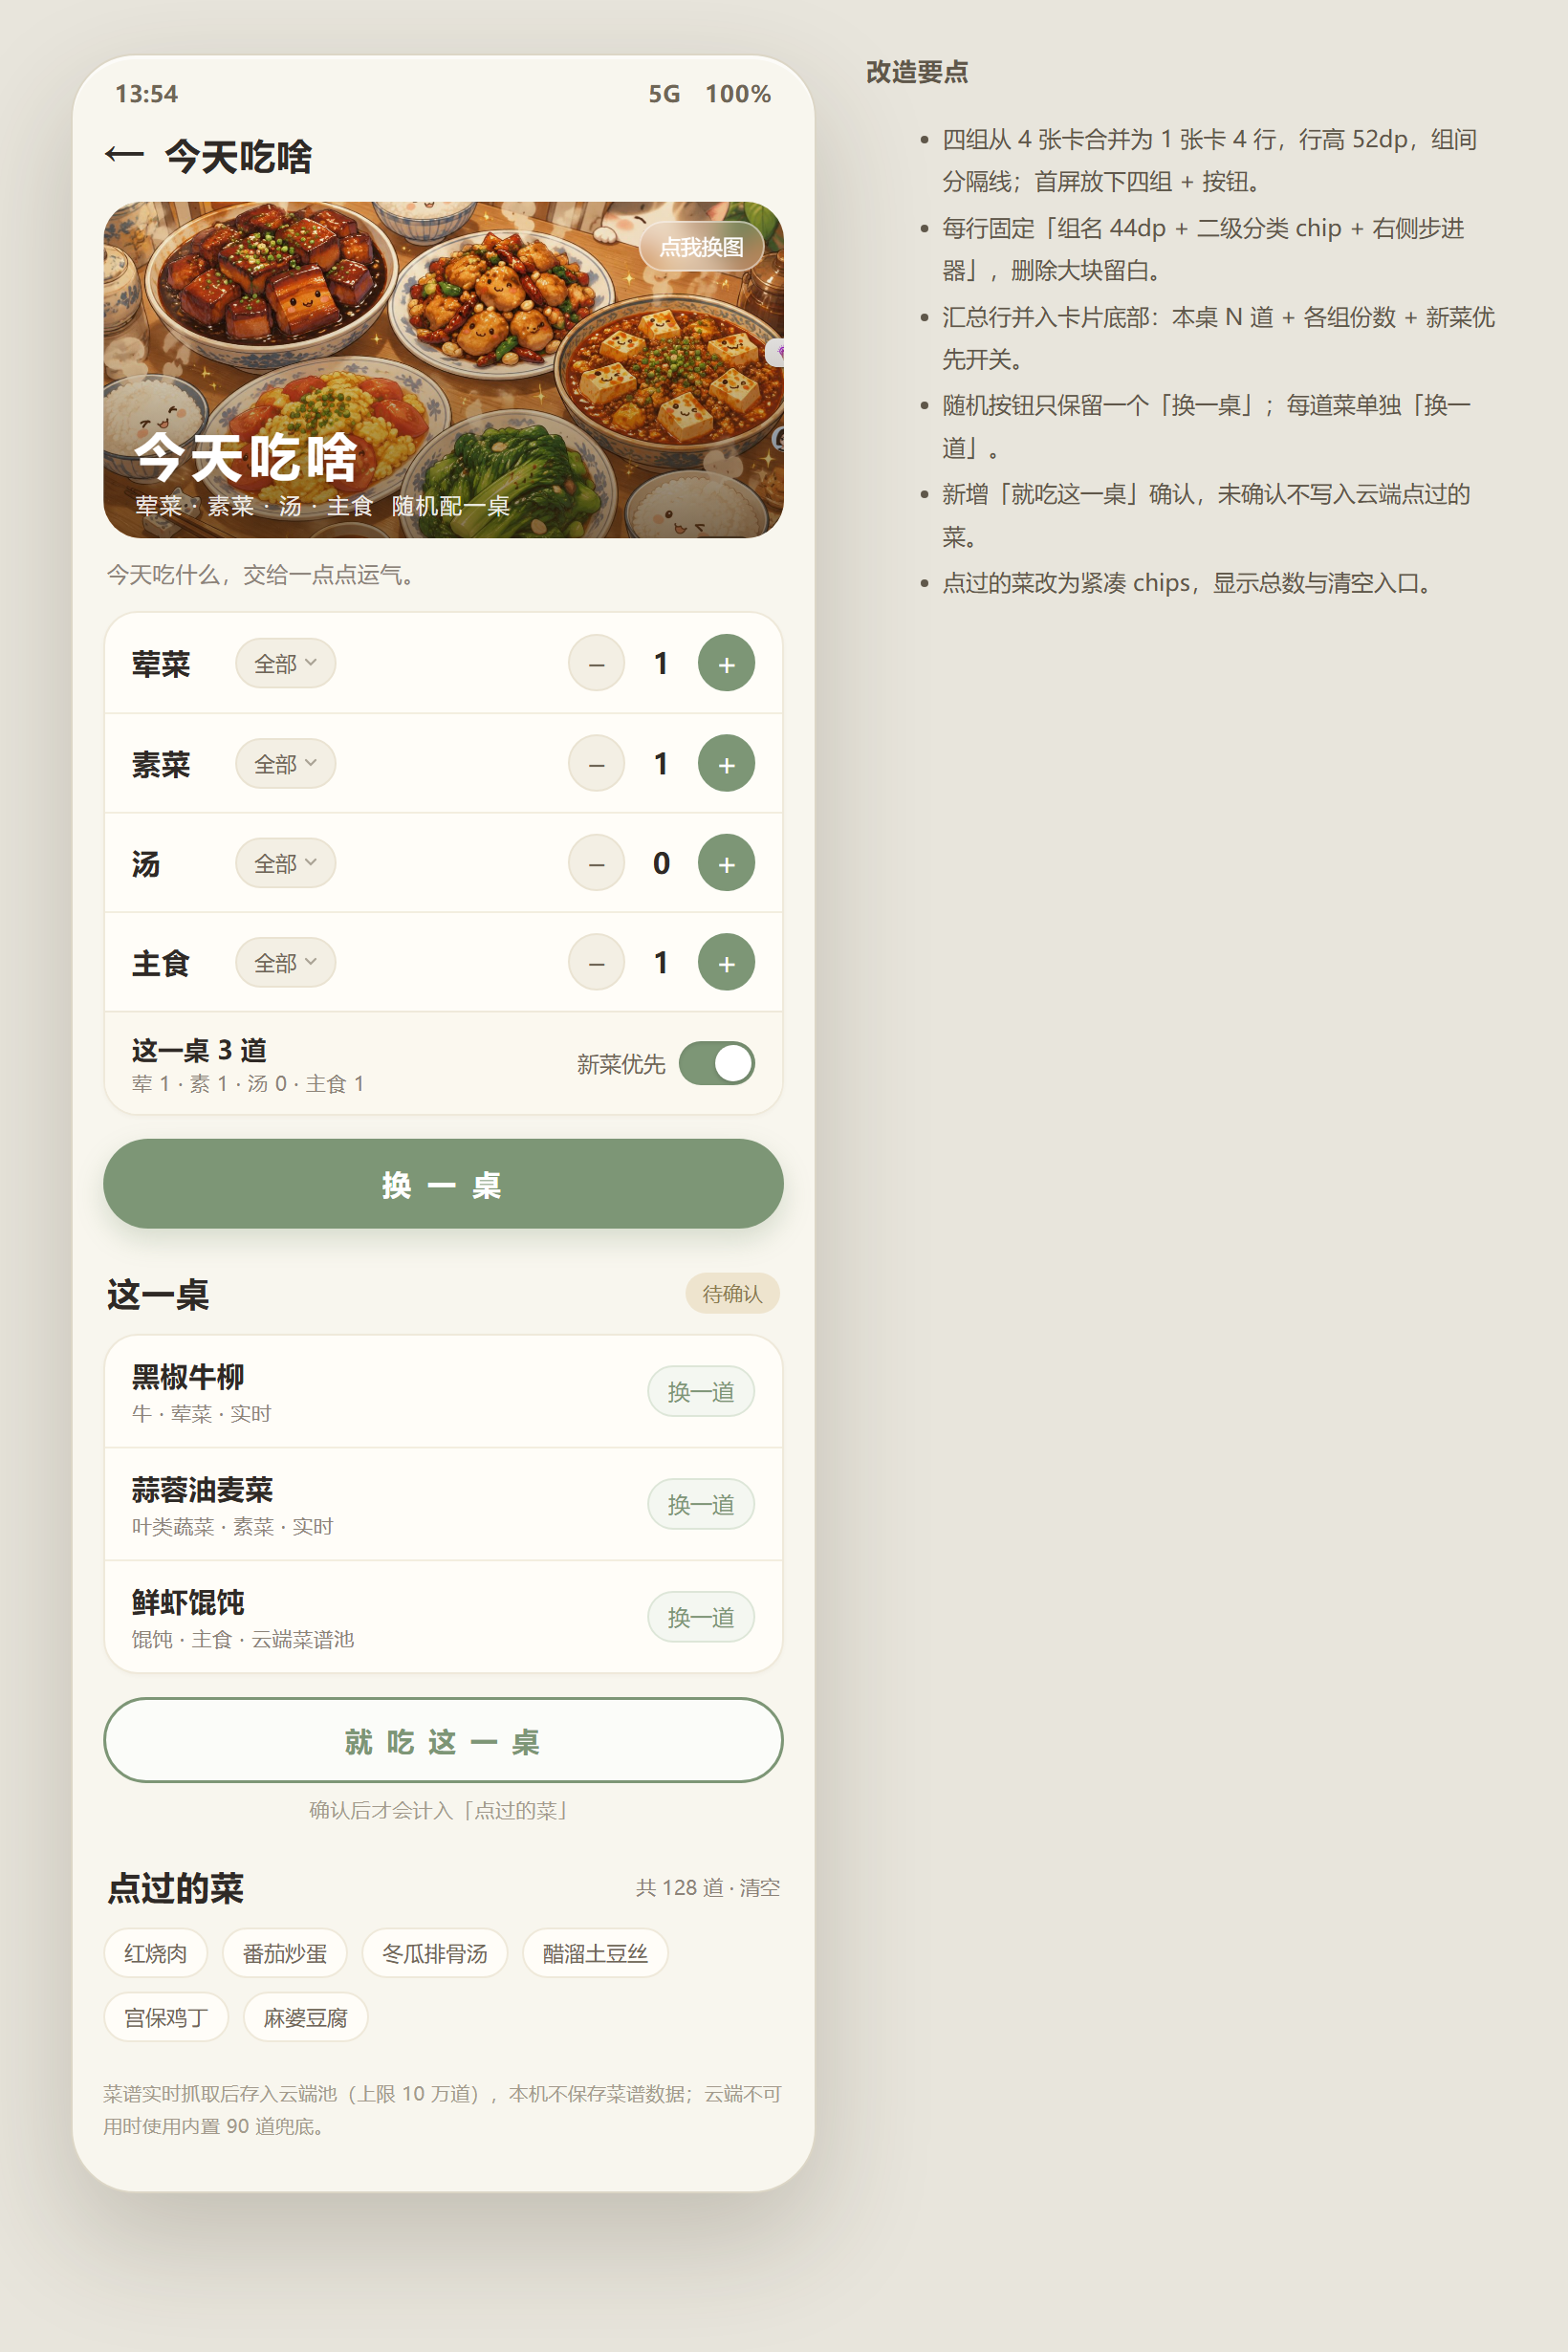 13:54
5G 100%
← 今天吃啥
点我换图
今天吃啥
荤菜 · 素菜 · 汤 · 主食 随机配一桌
今天吃什么，交给一点点运气。
荤菜 全部 − 1 +
素菜 全部 − 1 +
汤 全部 − 0 +
主食 全部 − 1 +
这一桌 3 道
荤 1 · 素 1 · 汤 0 · 主食 1
新菜优先
换一桌
这一桌
待确认
黑椒牛柳
牛 · 荤菜 · 实时
换一道
蒜蓉油麦菜
叶类蔬菜 · 素菜 · 实时
换一道
鲜虾馄饨
馄饨 · 主食 · 云端菜谱池
换一道
就吃这一桌
确认后才会计入「点过的菜」
点过的菜
共 128 道 · 清空
红烧肉 番茄炒蛋 冬瓜排骨汤 醋溜土豆丝
宫保鸡丁 麻婆豆腐
菜谱实时抓取后存入云端池（上限 10 万道），本机不保存菜谱数据；云端不可
用时使用内置 90 道兜底。
改造要点
• 四组从 4 张卡合并为 1 张卡 4 行，行高 52dp，组间
分隔线；首屏放下四组 + 按钮。
• 每行固定「组名 44dp + 二级分类 chip + 右侧步进
器」，删除大块留白。
• 汇总行并入卡片底部：本桌 N 道 + 各组份数 + 新菜优
先开关。
• 随机按钮只保留一个「换一桌」；每道菜单独「换一
道」。
• 新增「就吃这一桌」确认，未确认不写入云端点过的
菜。
• 点过的菜改为紧凑 chips，显示总数与清空入口。